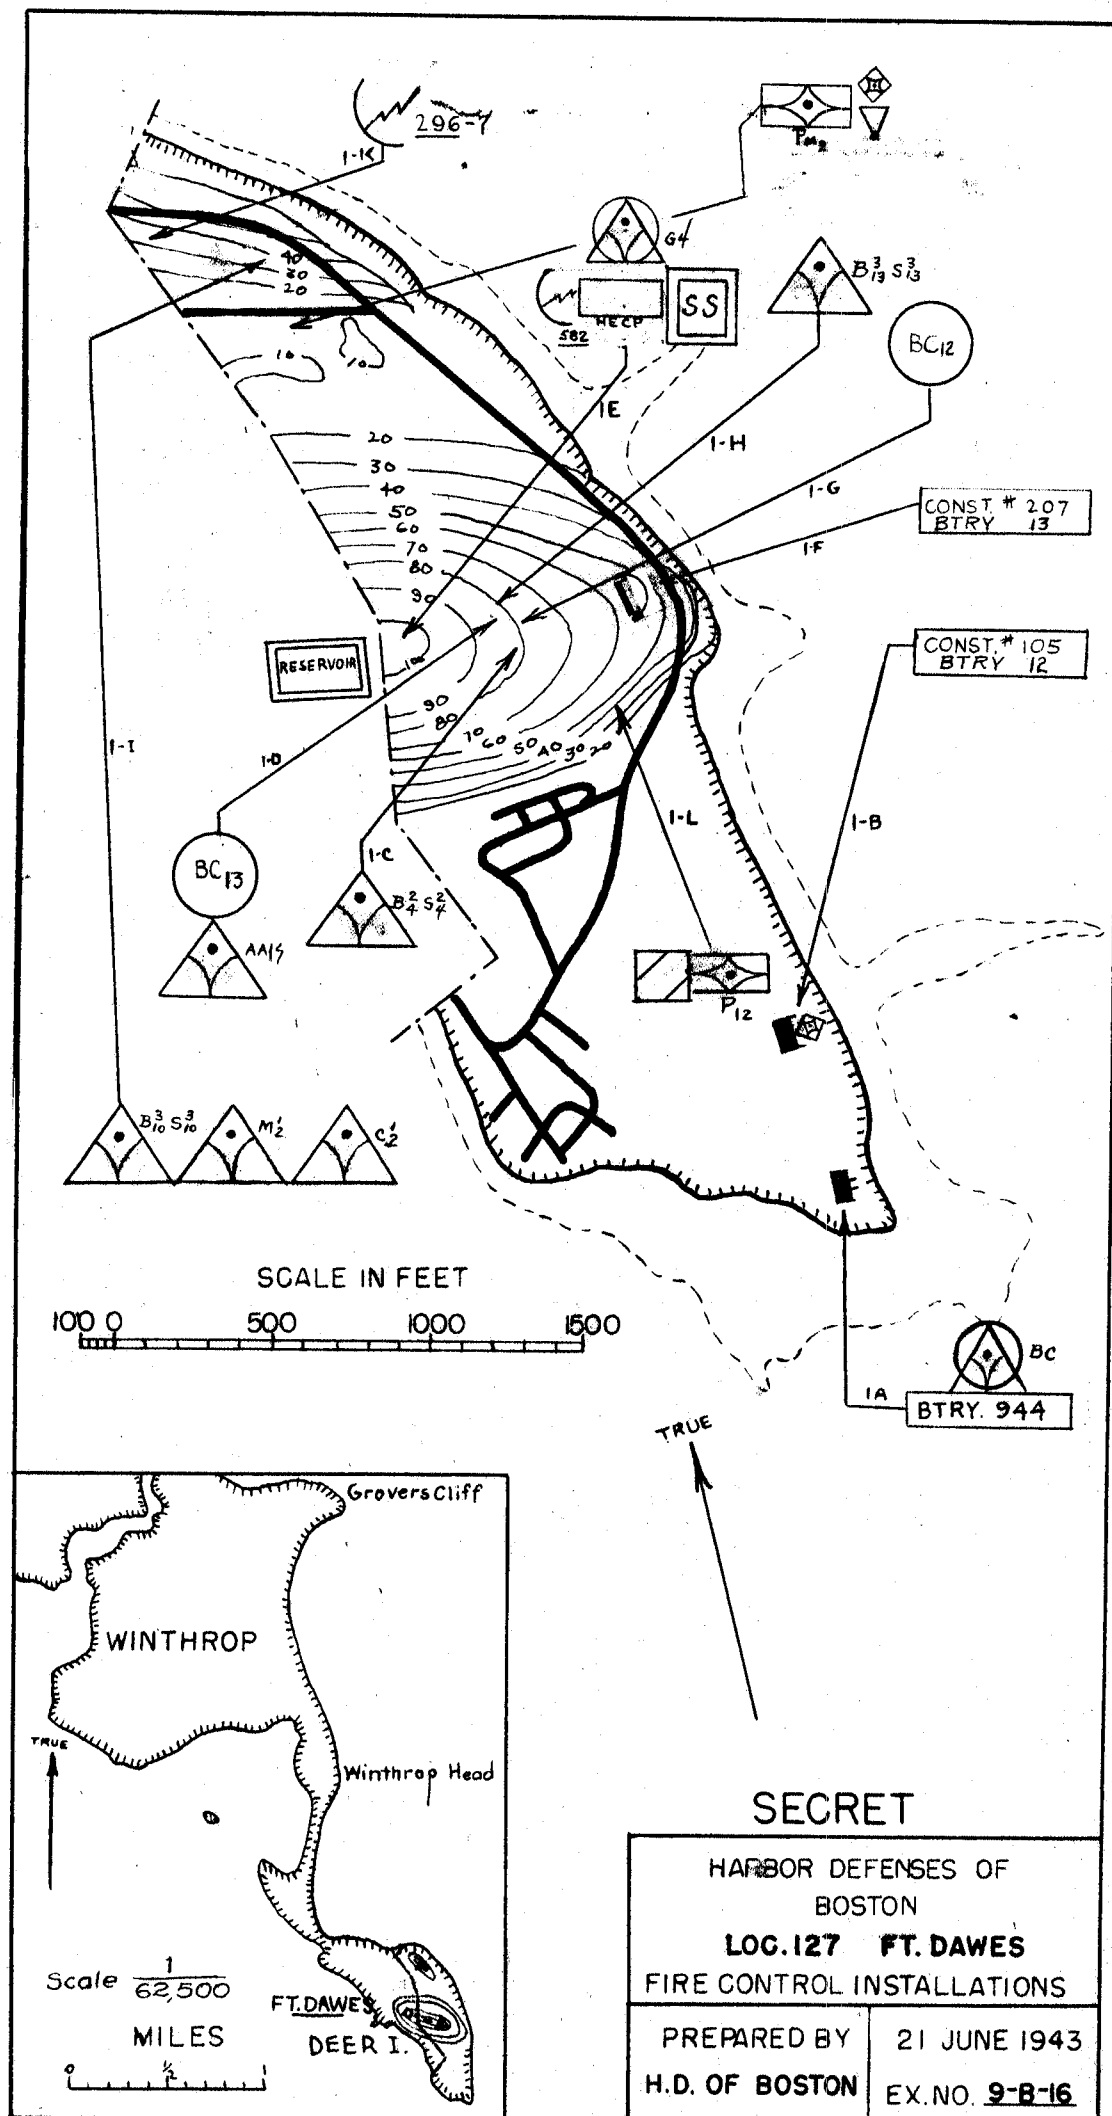 296-7
1-K
PM2
G4
B³₁₃ S³₁₃
582
HECP
SS
BC12
40
30
20
10
10
1E
1-H
1-G
1-F
CONST. # 207
BTRY 13
20
30
40
50
60
70
80
90
100
RESERVOIR
CONST. # 105
BTRY 12
90
80
70
60
50
40
30
20
1-I
1-D
1-C
1-L
1-B
BC13
B²₄ S²₄
AA15
P12
B³₁₀ S³₁₀
M¹₂
C¹₂
SCALE IN FEET
100 0 500 1000 1500
BC
1A
BTRY. 944
TRUE
Grovers Cliff
WINTHROP
TRUE
Winthrop Head
Scale 1/62,500
MILES
0 ½ 1
FT. DAWES
DEER I.
SECRET
HARBOR DEFENSES OF
BOSTON
LOC. 127 FT. DAWES
FIRE CONTROL INSTALLATIONS
PREPARED BY
H.D. OF BOSTON
21 JUNE 1943
EX. NO. 9-B-16